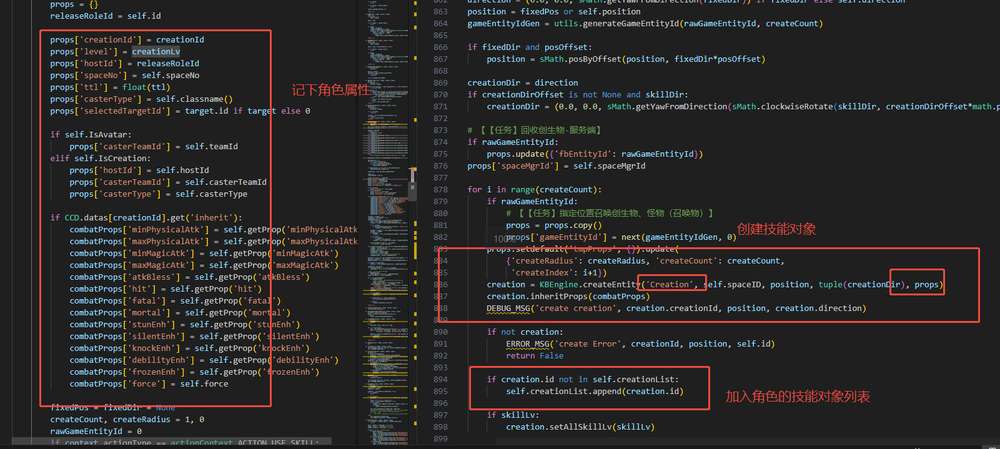 props = {}
releaseRoleId = self.id
props['creationId'] = creationId
props['level'] = creationLv
props['hostId'] = releaseRoleId
props['spaceNo'] = self.spaceNo
props['ttl'] = float(ttl)
props['casterType'] = self.classname()
props['selectedTargetId'] = target.id if target else 0
if self.IsAvatar:
props['casterTeamId'] = self.teamId
elif self.IsCreation:
props['hostId'] = self.hostId
props['casterTeamId'] = self.casterTeamId
props['casterType'] = self.casterType
if CCD.datas[creationId].get('inherit'):
combatProps['minPhysicalAtk'] = self.getProp('minPhysicalAtk
combatProps['maxPhysicalAtk'] = self.getProp('maxPhysicalAtk
combatProps['minMagicAtk'] = self.getProp('minMagicAtk')
combatProps['maxMagicAtk'] = self.getProp('maxMagicAtk')
combatProps['atkBless'] = self.getProp('atkBless')
combatProps['hit'] = self.getProp('hit')
combatProps['fatal'] = self.getProp('fatal')
combatProps['mortal'] = self.getProp('mortal')
combatProps['stunEnh'] = self.getProp('stunEnh')
combatProps['silentEnh'] = self.getProp('silentEnh')
combatProps['knockEnh'] = self.getProp('knockEnh')
combatProps['debilityEnh'] = self.getProp('debilityEnh')
combatProps['frozenEnh'] = self.getProp('frozenEnh')
combatProps['force'] = self.force
fixedPos = fixedDir = None
createCount, createRadius = 1, 0
rawGameEntityId = 0
if context.actionType == actionContext.ACTION_USE_SKILL:
记下角色属性
862 direction = (0.0, 0.0, sMath.getYawFromDirection(fixedDir)) if fixedDir else self.direction
863 position = fixedPos or self.position
864 gameEntityIdGen = utils.generateGameEntityId(rawGameEntityId, createCount)
865
866 if fixedDir and posOffset:
867 position = sMath.posByOffset(position, fixedDir*posOffset)
868
869 creationDir = direction
870 if creationDirOffset is not None and skillDir:
871 creationDir = (0.0, 0.0, sMath.getYawFromDirection(sMath.clockwiseRotate(skillDir, creationDirOffset*math.p
872
873 # 【【任务】回收创生物-服务端】
874 if rawGameEntityId:
875 props.update({'fbEntityId': rawGameEntityId})
876 props['spaceMgrId'] = self.spaceMgrId
877
878 for i in range(createCount):
879 if rawGameEntityId:
880 # 【【任务】指定位置召唤创生物、怪物（召唤物）】
881 props = props.copy()
882 props['gameEntityId'] = next(gameEntityIdGen, 0)
100%
创建技能对象
883 props.setdefault('tmpProps', {}).update(
884 {'createRadius': createRadius, 'createCount': createCount,
885 'createIndex': i+1})
886 creation = KBEngine.createEntity('Creation', self.spaceID, position, tuple(creationDir), props)
887 creation.inheritProps(combatProps)
888 DEBUG_MSG('create creation', creation.creationId, position, creation.direction)
889
890 if not creation:
891 ERROR_MSG('create Error', creationId, position, self.id)
892 return False
893
894 if creation.id not in self.creationList:
895 self.creationList.append(creation.id)
加入角色的技能对象列表
896
897 if skillLv:
898 creation.setAllSkillLv(skillLv)
899